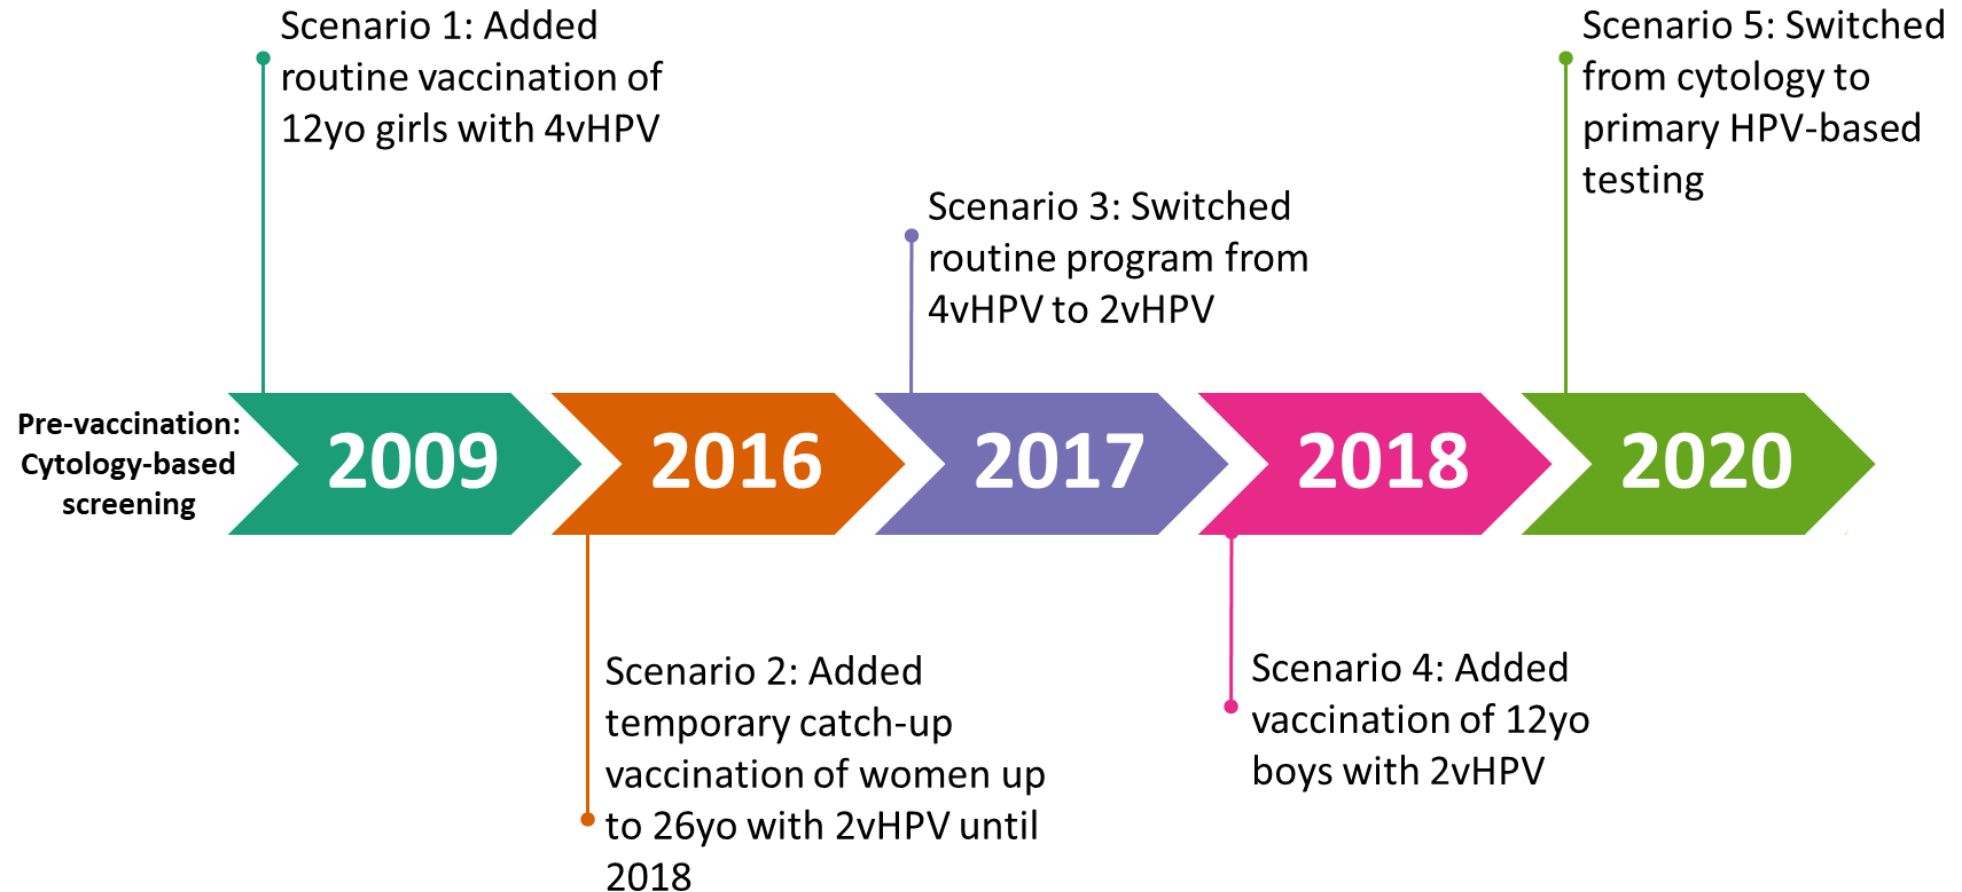 Scenario 1: Added
routine vaccination of
12yo girls with 4vHPV
Scenario 5: Switched
from cytology to
primary HPV-based
testing
Scenario 3: Switched
routine program from
4vHPV to 2vHPV
Pre-vaccination:
Cytology-based
screening
2009
2016
2017
2018
2020
Scenario 2: Added
temporary catch-up
vaccination of women up
to 26yo with 2vHPV until
2018
Scenario 4: Added
vaccination of 12yo
boys with 2vHPV